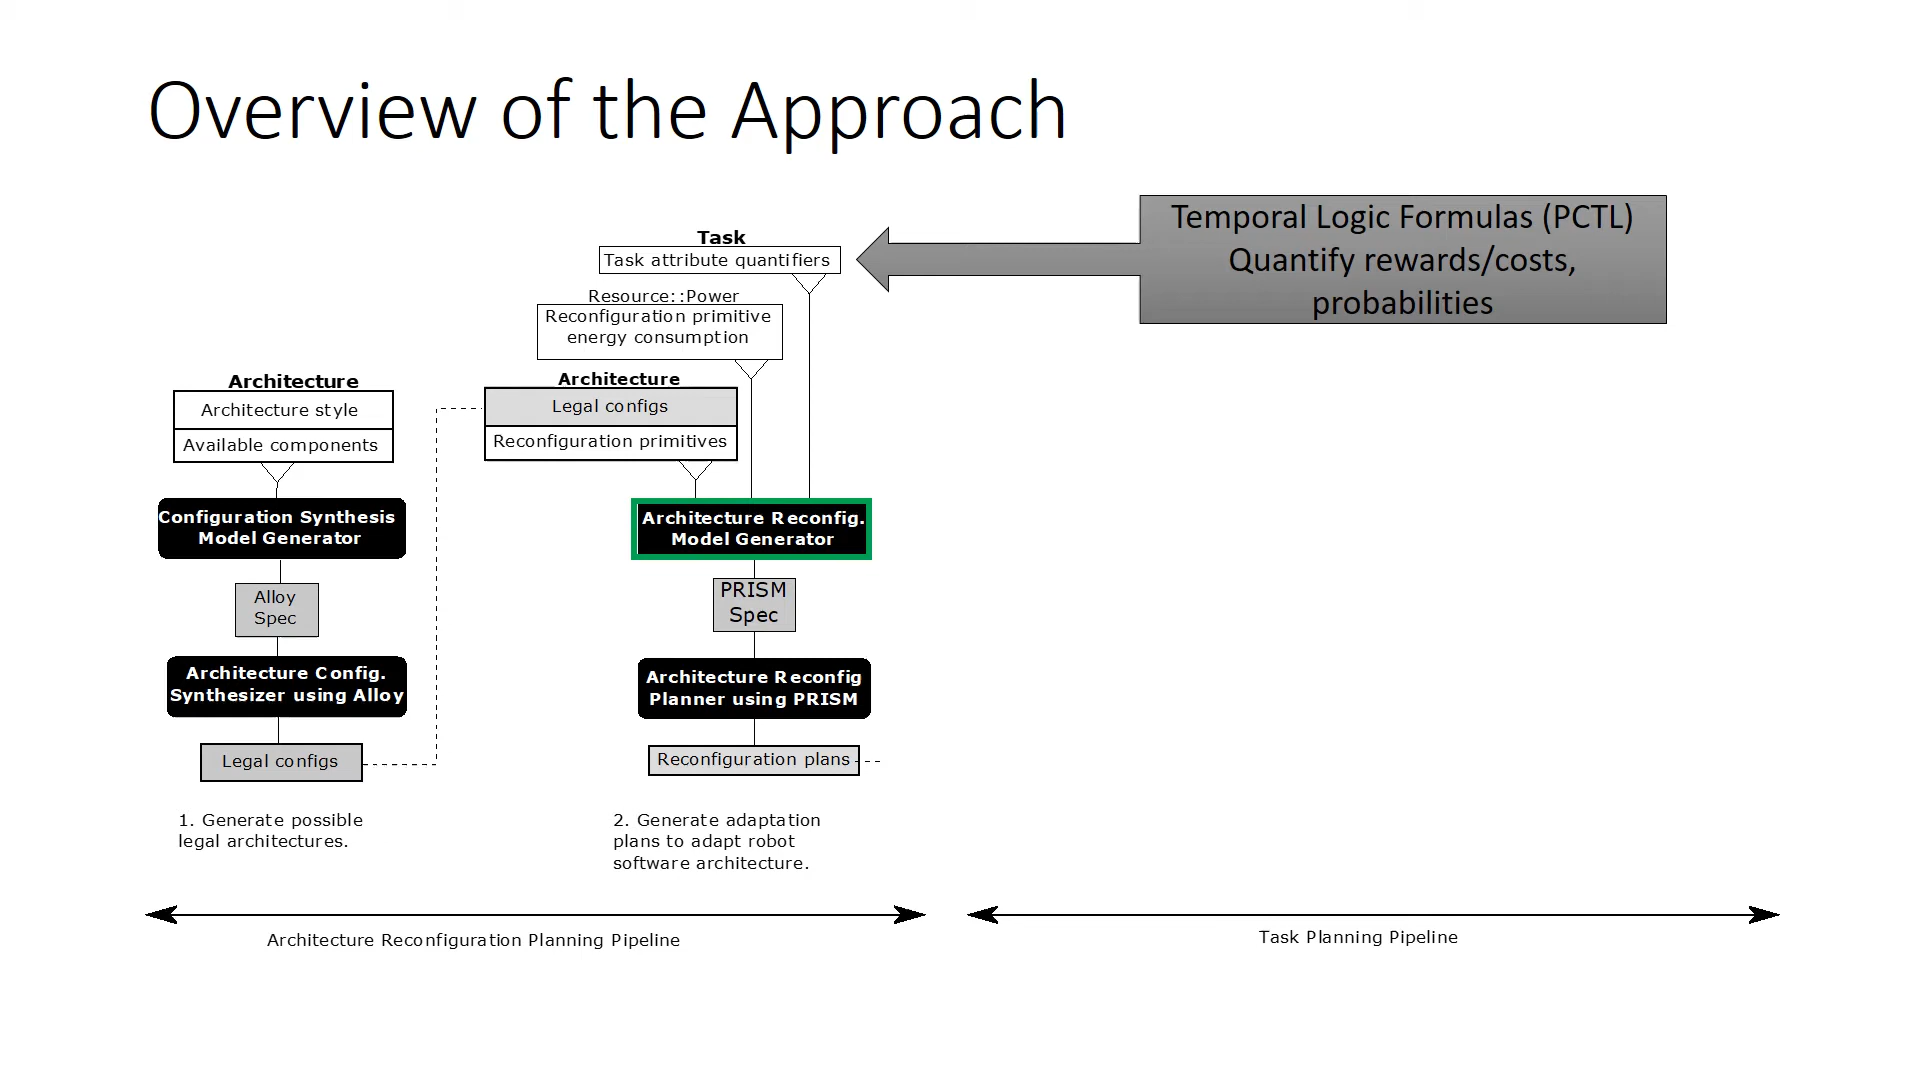 Overview of the Approach
Temporal Logic Formulas (PCTL)
Quantify rewards/costs,
probabilities
Task
Task attribute quantifiers
Resource::Power
Reconfiguration primitive
energy consumption
Architecture
Legal configs
Reconfiguration primitives
Architecture
Architecture style
Available components
Configuration Synthesis
Model Generator
Alloy
Spec
Architecture Config.
Synthesizer using Alloy
Legal configs
1. Generate possible
legal architectures.
Architecture Reconfig.
Model Generator
PRISM
Spec
Architecture Reconfig
Planner using PRISM
Reconfiguration plans
2. Generate adaptation
plans to adapt robot
software architecture.
Architecture Reconfiguration Planning Pipeline
Task Planning Pipeline